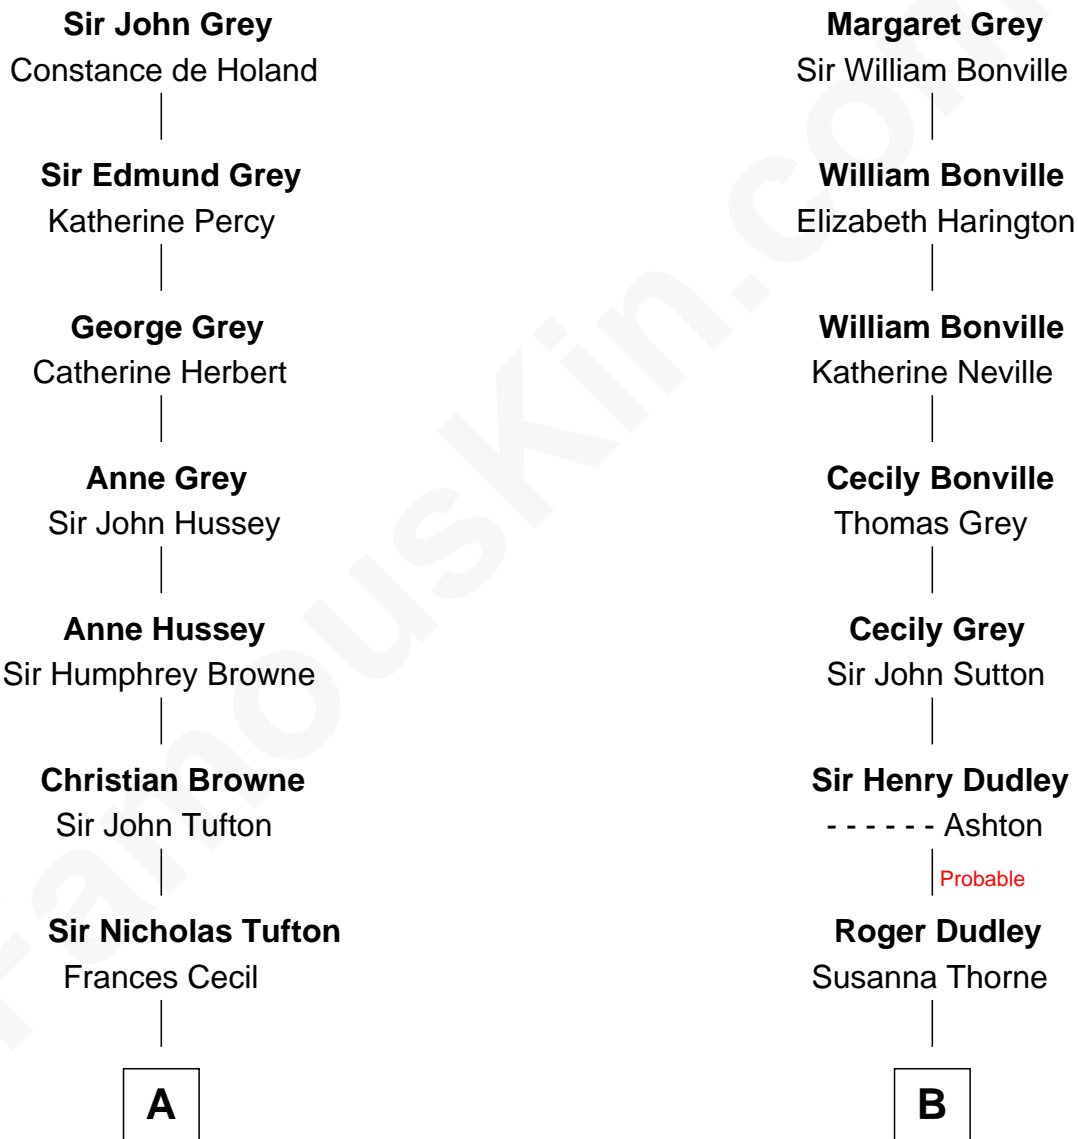 Sir John Grey
Constance de Holand
Sir Edmund Grey
Katherine Percy
George Grey
Catherine Herbert
Anne Grey
Sir John Hussey
Anne Hussey
Sir Humphrey Browne
Christian Browne
Sir John Tufton
Sir Nicholas Tufton
Frances Cecil
A
Margaret Grey
Sir William Bonville
William Bonville
Elizabeth Harington
William Bonville
Katherine Neville
Cecily Bonville
Thomas Grey
Cecily Grey
Sir John Sutton
Sir Henry Dudley
- - - - - - Ashton
Probable
Roger Dudley
Susanna Thorne
B
FamousKin.com